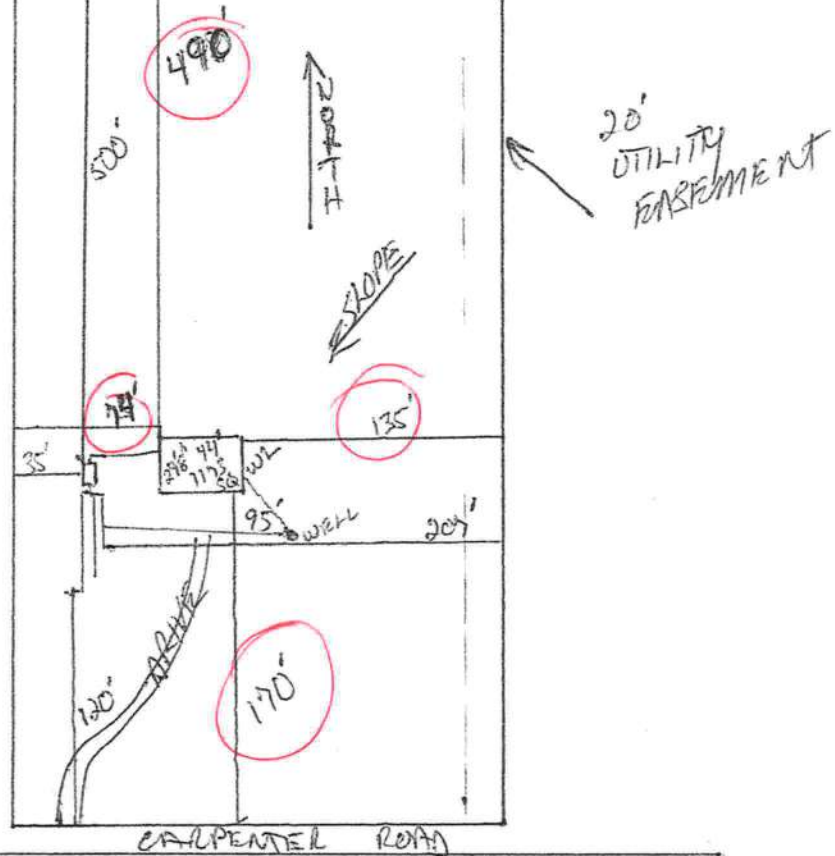 490'
500'
NORTH
20'
UTILITY
EASEMENT
SLOPE
74'
135'
35'
44'
WL
95'
WELL
204'
DRIVE
120'
170'
CARPENTER ROAD